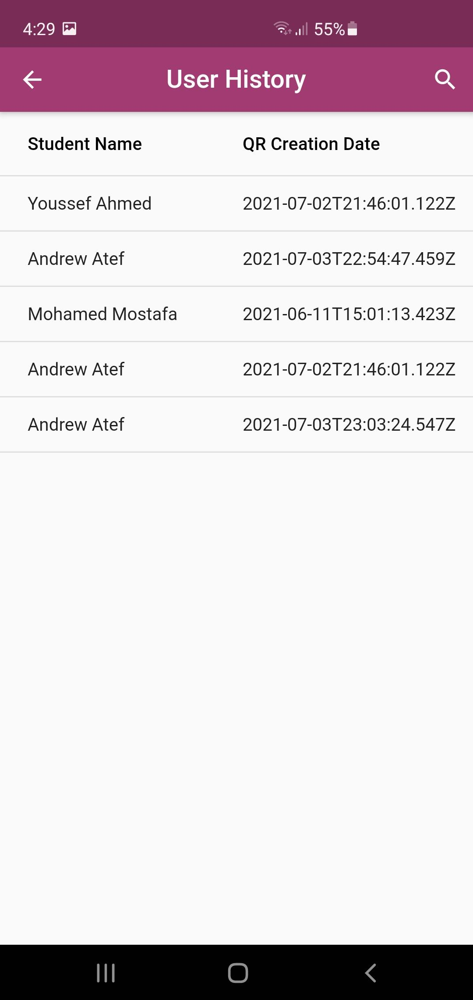 4:29 55%
User History
Student Name QR Creation Date
Youssef Ahmed 2021-07-02T21:46:01.122Z
Andrew Atef 2021-07-03T22:54:47.459Z
Mohamed Mostafa 2021-06-11T15:01:13.423Z
Andrew Atef 2021-07-02T21:46:01.122Z
Andrew Atef 2021-07-03T23:03:24.547Z